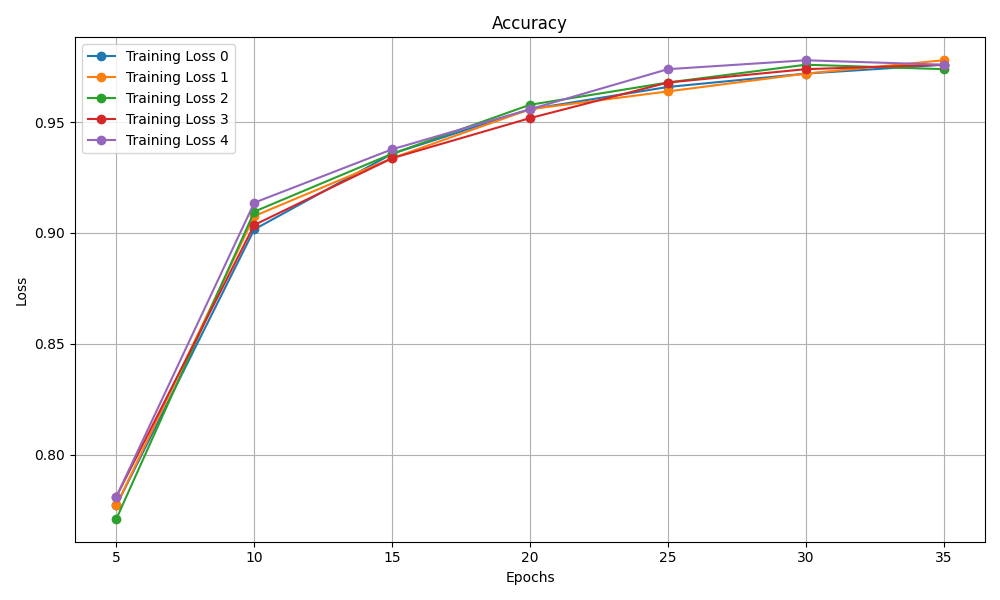 Accuracy
Training Loss 0
Training Loss 1
Training Loss 2
Training Loss 3
Training Loss 4
Loss
0.95
0.90
0.85
0.80
5 10 15 20 25 30 35
Epochs